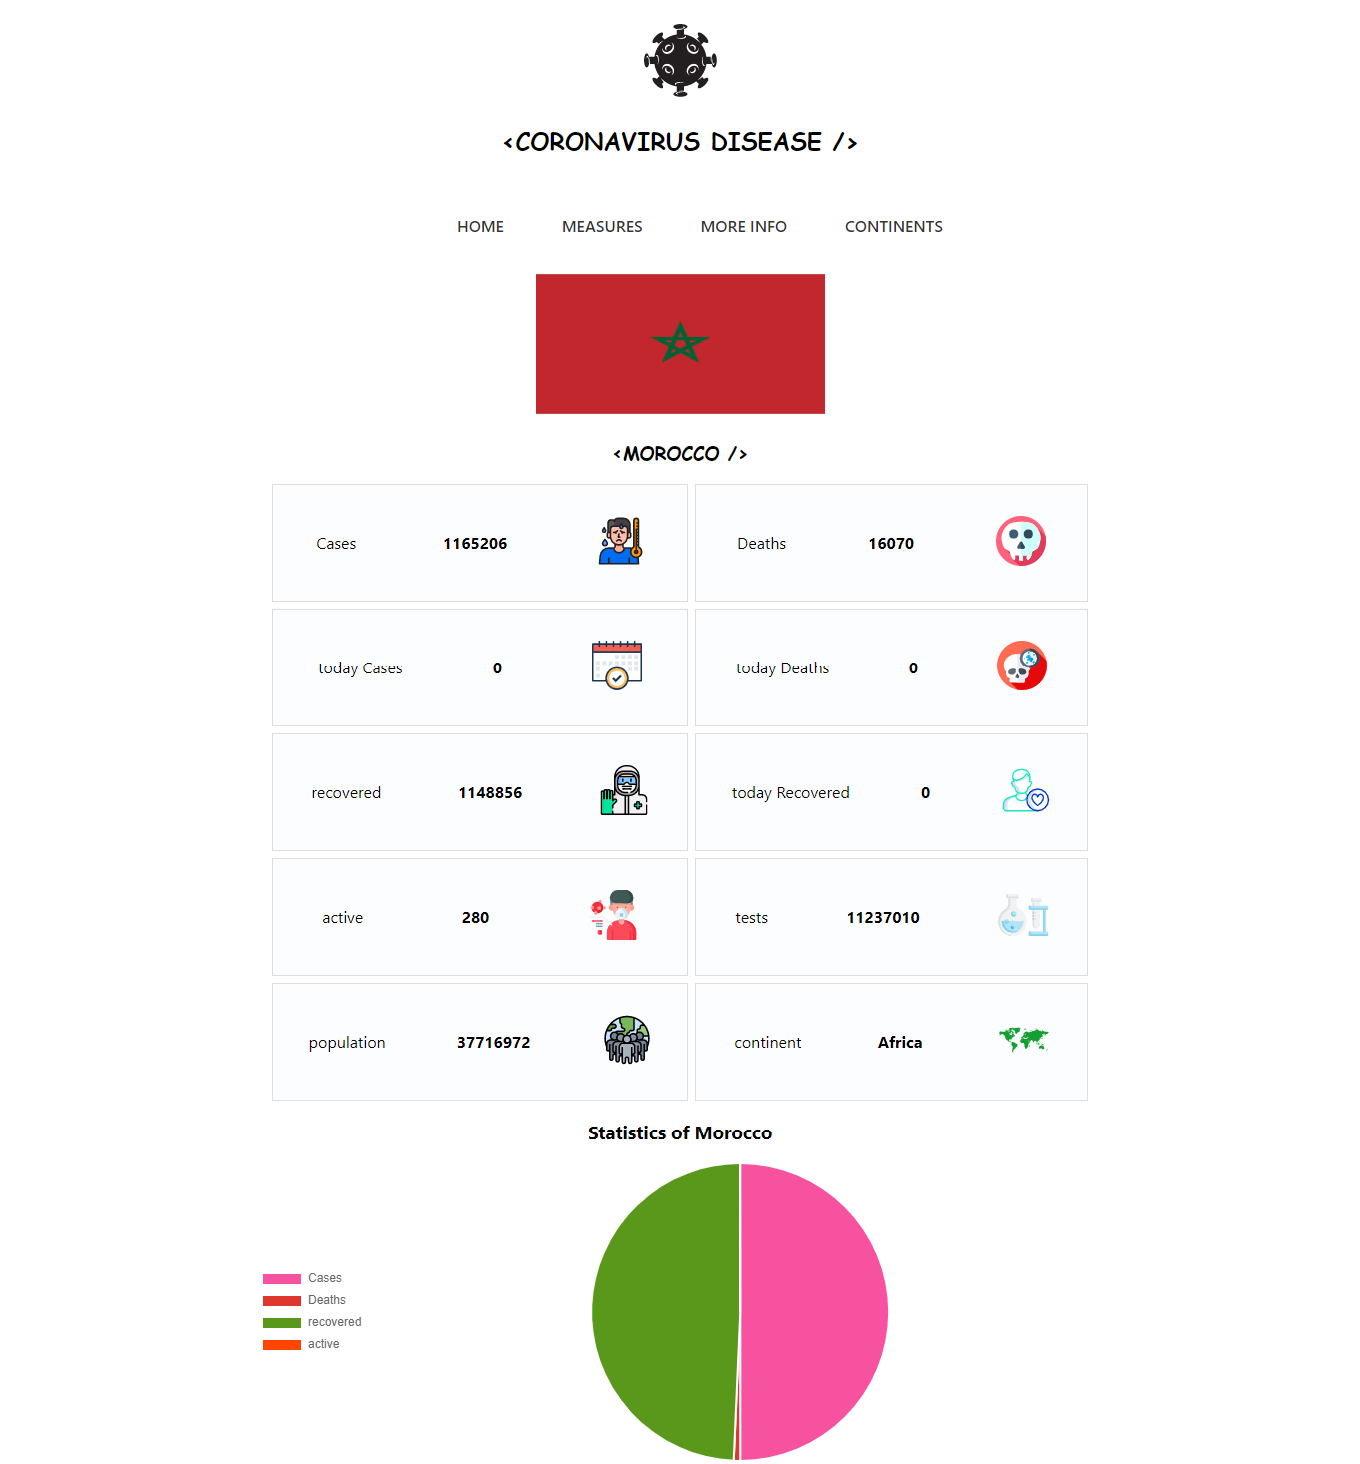 <CORONAVIRUS DISEASE />
HOME MEASURES MORE INFO CONTINENTS
<MOROCCO />
Cases 1165206 Deaths 16070
today Cases 0 today Deaths 0
recovered 1148856 today Recovered 0
active 280 tests 11237010
population 37716972 continent Africa
Statistics of Morocco
Cases
Deaths
recovered
active